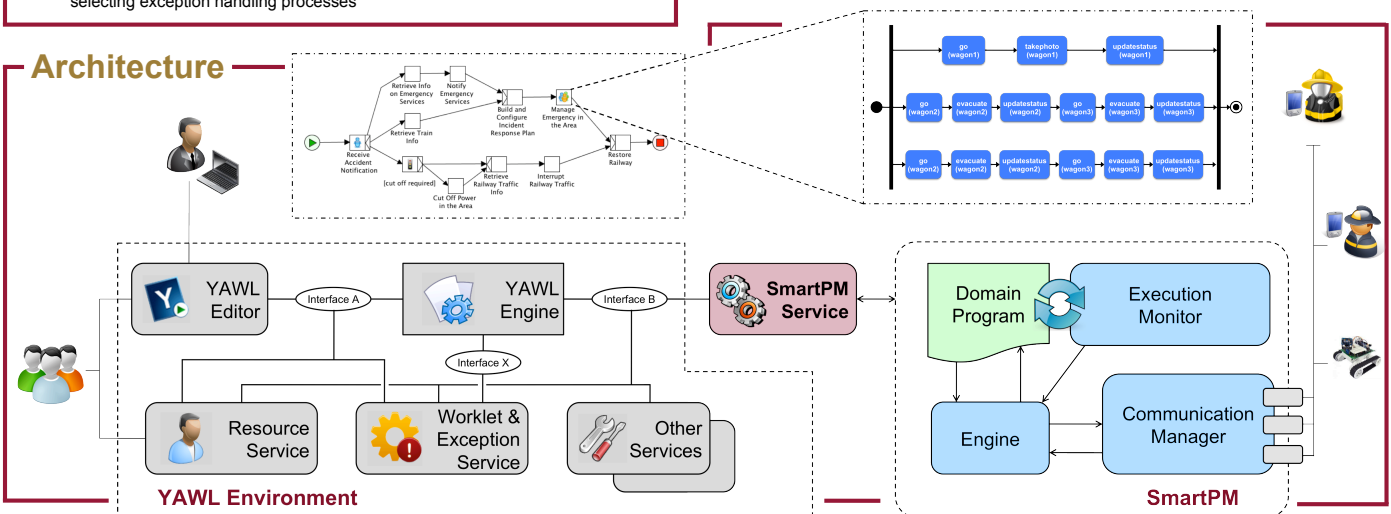 selecting exception handling processes
Architecture
Retrieve Info
on Emergency
Services
Notify
Emergency
Services
Build and
Configure
Incident
Response Plan
Manage
Emergency in
the Area
Retrieve Train
Info
Receive
Accident
Notification
[cut off required]
Cut Off Power
in the Area
Retrieve
Railway Traffic
Info
Interrupt
Railway Traffic
Restore
Railway
go
(wagon1)
takephoto
(wagon1)
updatestatus
(wagon1)
go
(wagon2)
evacuate
(wagon2)
updatestatus
(wagon2)
go
(wagon3)
evacuate
(wagon3)
updatestatus
(wagon3)
go
(wagon2)
evacuate
(wagon2)
updatestatus
(wagon2)
go
(wagon3)
evacuate
(wagon3)
updatestatus
(wagon3)
Y
YAWL
Editor
Interface A
YAWL
Engine
Interface B
SmartPM
Service
Interface X
Resource
Service
Worklet &
Exception
Service
Other
Services
YAWL Environment
Domain
Program
Execution
Monitor
Engine
Communication
Manager
SmartPM